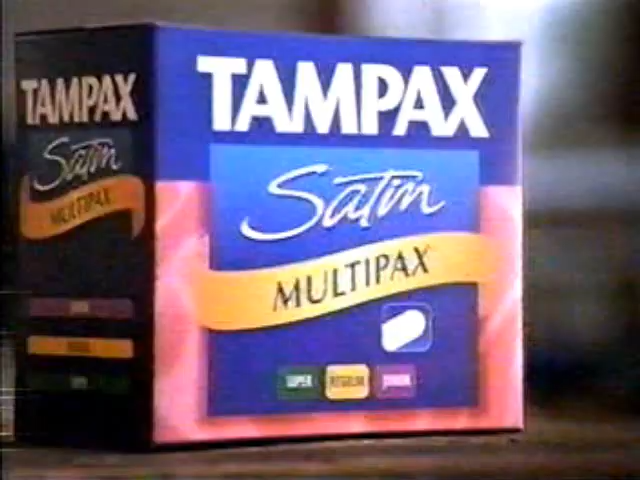 TAMPAX
Satin
MULTIPAX
SUPER REGULAR JUNIOR
TAMPAX
Satin
MULTIPAX